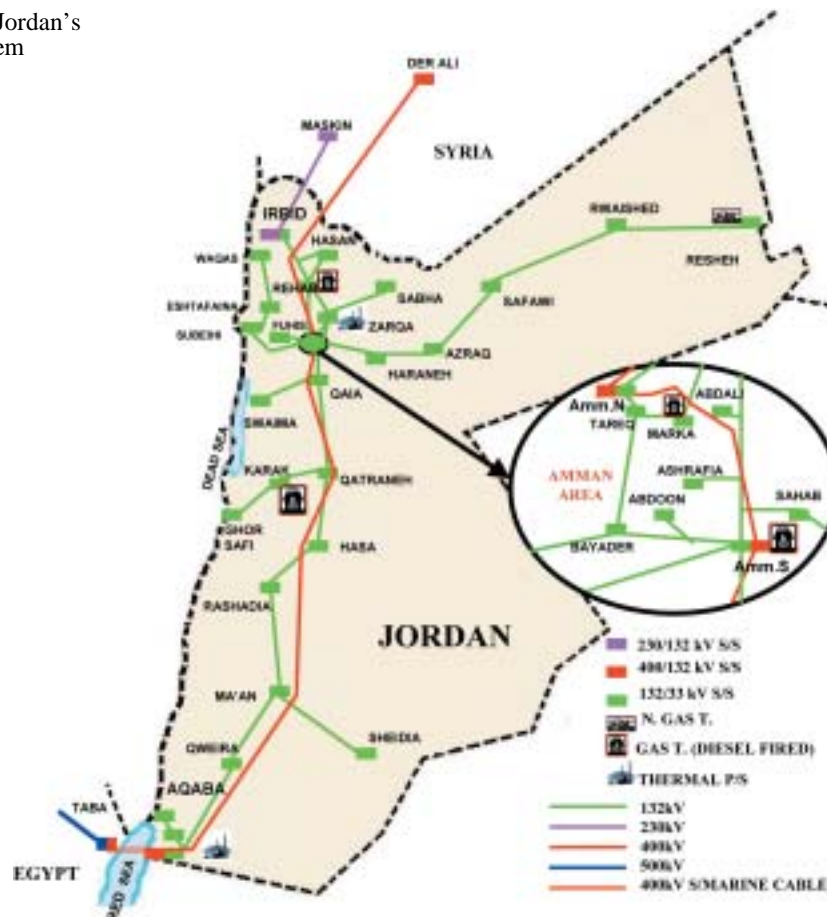 Jordan's
em
DER ALI
MASKIN
SYRIA
IRBID
RWAISHED
HASAN
WAQAS
RESHEH
REHAB
SABHA
SAFAWI
ESHTAFAINA
FUHIS
ZARQA
SUBEIHI
AZRAQ
HARANEH
QAIA
SWAIMA
DEAD SEA
KARAK
QATRANEH
GHOR
SAFI
HASA
RASHADIA
JORDAN
MA'AN
SHEIDIA
QWEIRA
AQABA
TABA
EGYPT
RED SEA
Amm.N
ABDALI
TAREQ
MARKA
AMMAN
AREA
ASHRAFIA
ABDOON
SAHAB
BAYADER
Amm.S
230/132 kV S/S
400/132 kV S/S
132/33 kV S/S
N. GAS T.
GAS T. (DIESEL FIRED)
THERMAL P/S
132kV
230kV
400kV
500kV
400kV S/MARINE CABLE